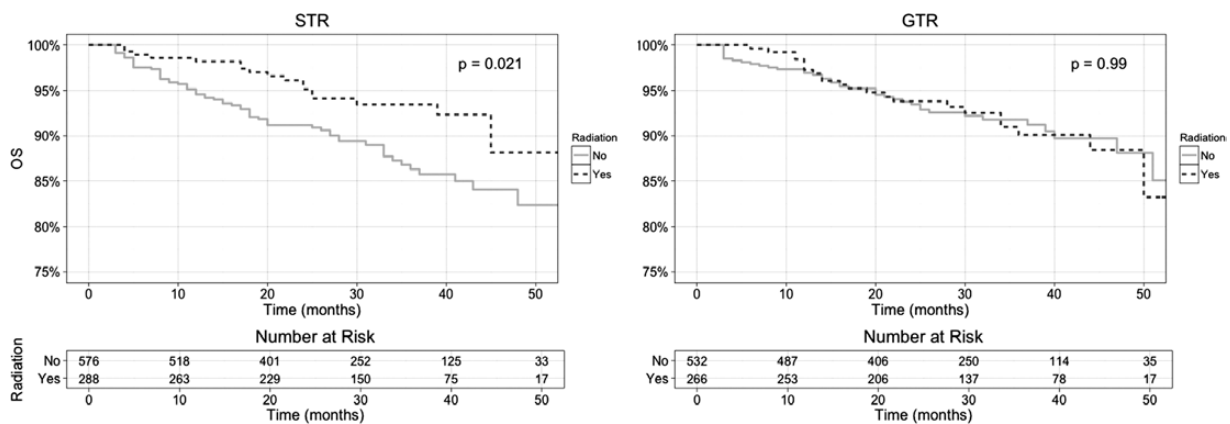 STR
100%
95%
90%
85%
80%
75%
OS
p = 0.021
Radiation
No
Yes
0 10 20 30 40 50
Time (months)
Number at Risk
Radiation
No 576 518 401 252 125 33
Yes 288 263 229 150 75 17
0 10 20 30 40 50
Time (months)
GTR
100%
95%
90%
85%
80%
75%
p = 0.99
Radiation
No
Yes
0 10 20 30 40 50
Time (months)
Number at Risk
No 532 487 406 250 114 35
Yes 266 253 206 137 78 17
0 10 20 30 40 50
Time (months)